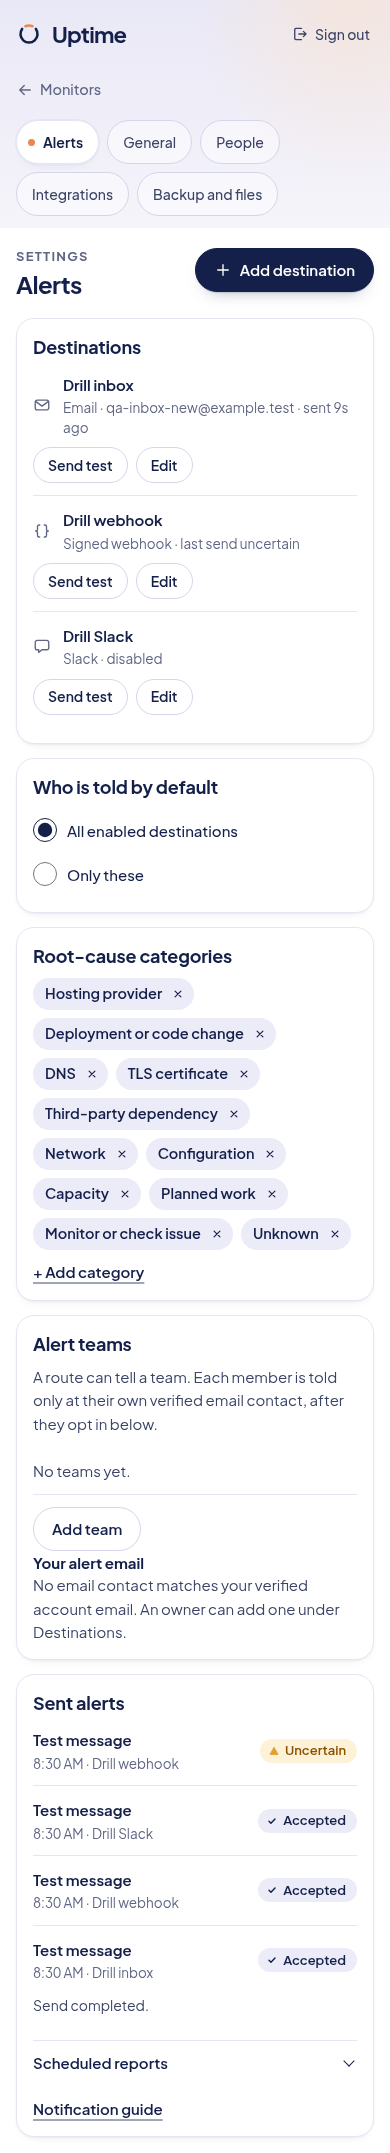 Uptime
Sign out
← Monitors
Alerts
General
People
Integrations
Backup and files
SETTINGS
Alerts
+ Add destination
Destinations
Drill inbox
Email · qa-inbox-new@example.test · sent 9s
ago
Send test
Edit
{} Drill webhook
Signed webhook · last send uncertain
Send test
Edit
Drill Slack
Slack · disabled
Send test
Edit
Who is told by default
All enabled destinations
Only these
Root-cause categories
Hosting provider ×
Deployment or code change ×
DNS × TLS certificate ×
Third-party dependency ×
Network × Configuration ×
Capacity × Planned work ×
Monitor or check issue × Unknown ×
+ Add category
Alert teams
A route can tell a team. Each member is told
only at their own verified email contact, after
they opt in below.
No teams yet.
Add team
Your alert email
No email contact matches your verified
account email. An owner can add one under
Destinations.
Sent alerts
Test message
8:30 AM · Drill webhook
Uncertain
Test message
8:30 AM · Drill Slack
Accepted
Test message
8:30 AM · Drill webhook
Accepted
Test message
8:30 AM · Drill inbox
Accepted
Send completed.
Scheduled reports
Notification guide